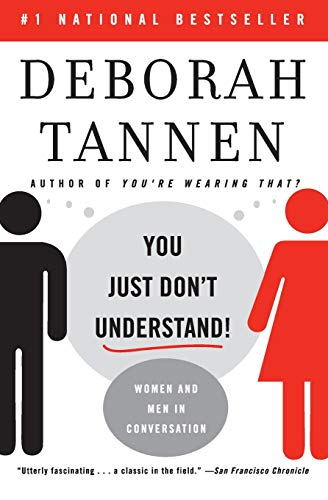 #1 NATIONAL BESTSELLER
DEBORAH
TANNEN
AUTHOR OF YOU'RE WEARING THAT?
YOU
JUST DON'T
UNDERSTAND!
WOMEN AND
MEN IN
CONVERSATION
"Utterly fascinating . . . a classic in the field." —San Francisco Chronicle